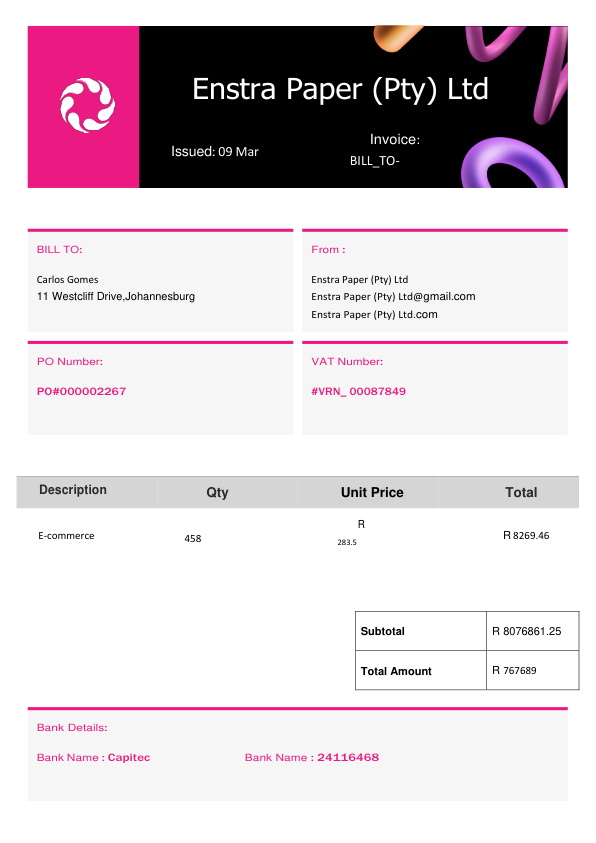 Enstra Paper (Pty) Ltd
Invoice:
Issued: 09 Mar
BILL_TO-
BILL TO:
Carlos Gomes
11 Westcliff Drive,Johannesburg
From :
Enstra Paper (Pty) Ltd
Enstra Paper (Pty) Ltd@gmail.com
Enstra Paper (Pty) Ltd.com
PO Number:
PO#000002267
VAT Number:
#VRN_ 00087849
Description Qty Unit Price Total
E-commerce 458 R 283.5 R 8269.46
Subtotal R 8076861.25
Total Amount R 767689
Bank Details:
Bank Name : Capitec Bank Name : 24116468